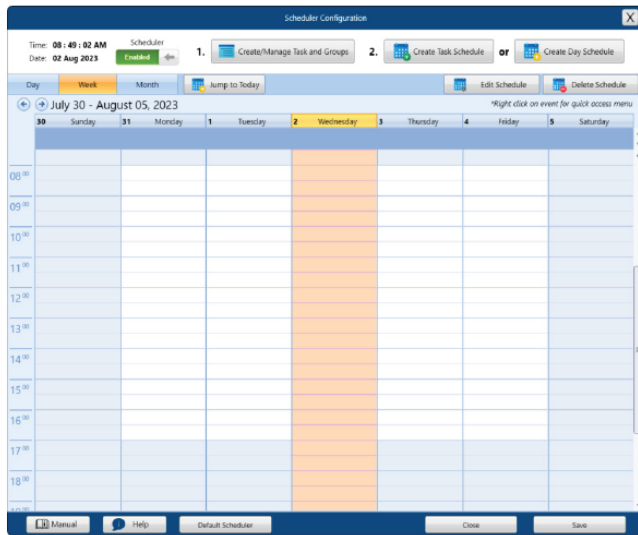 Scheduler Configuration
X
Time: 08 : 49 : 02 AM
Date: 02 Aug 2023
Scheduler
Enabled
1. Create/Manage Task and Groups
2. Create Task Schedule or Create Day Schedule
Day Week Month Jump to Today Edit Schedule Delete Schedule
July 30 - August 05, 2023
*Right click on event for quick access menu
30 Sunday 31 Monday 1 Tuesday 2 Wednesday 3 Thursday 4 Friday 5 Saturday
08 00
09 00
10 00
11 00
12 00
13 00
14 00
15 00
16 00
17 00
18 00
Manual Help Default Scheduler Close Save